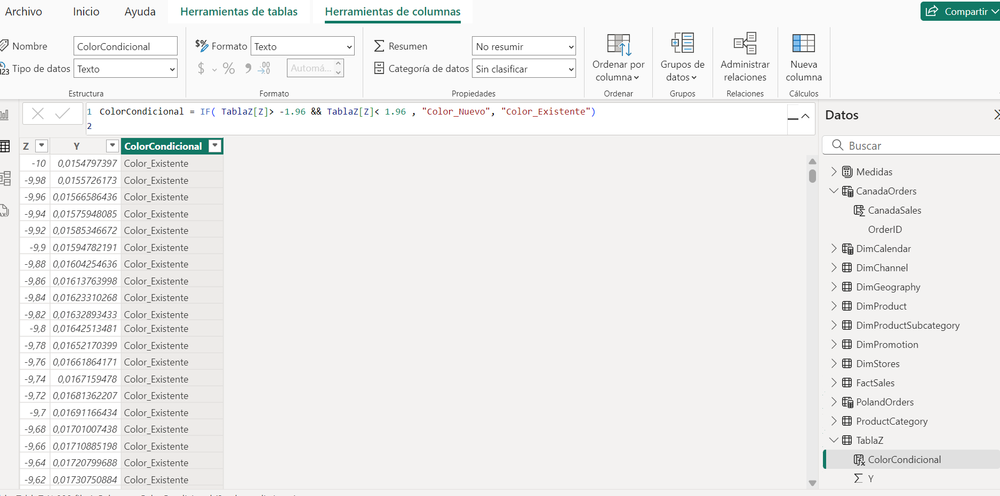 Archivo Inicio Ayuda Herramientas de tablas Herramientas de columnas Compartir
Nombre ColorCondicional $% Formato Texto Resumen No resumir
123 Tipo de datos Texto $ % 9 .00 Automá... Categoría de datos Sin clasificar
Ordenar por columna Grupos de datos Administrar relaciones Nueva columna
Estructura Formato Propiedades Ordenar Grupos Relaciones Cálculos
1 ColorCondicional = IF( TablaZ[Z]> -1.96 && TablaZ[Z]< 1.96 , "Color_Nuevo", "Color_Existente")
2
Z Y ColorCondicional
-10 0,0154797397 Color_Existente
-9,98 0,0155726173 Color_Existente
-9,96 0,01566586436 Color_Existente
-9,94 0,01575948085 Color_Existente
-9,92 0,01585346672 Color_Existente
-9,9 0,01594782191 Color_Existente
-9,88 0,01604254636 Color_Existente
-9,86 0,01613763998 Color_Existente
-9,84 0,01623310268 Color_Existente
-9,82 0,01632893433 Color_Existente
-9,8 0,01642513481 Color_Existente
-9,78 0,01652170399 Color_Existente
-9,76 0,01661864171 Color_Existente
-9,74 0,0167159478 Color_Existente
-9,72 0,01681362207 Color_Existente
-9,7 0,01691166434 Color_Existente
-9,68 0,01701007438 Color_Existente
-9,66 0,01710885198 Color_Existente
-9,64 0,01720799688 Color_Existente
-9,62 0,01730750884 Color_Existente
Datos
Buscar
Medidas
CanadaOrders
CanadaSales
OrderID
DimCalendar
DimChannel
DimGeography
DimProduct
DimProductSubcategory
DimPromotion
DimStores
FactSales
PolandOrders
ProductCategory
TablaZ
ColorCondicional
Y